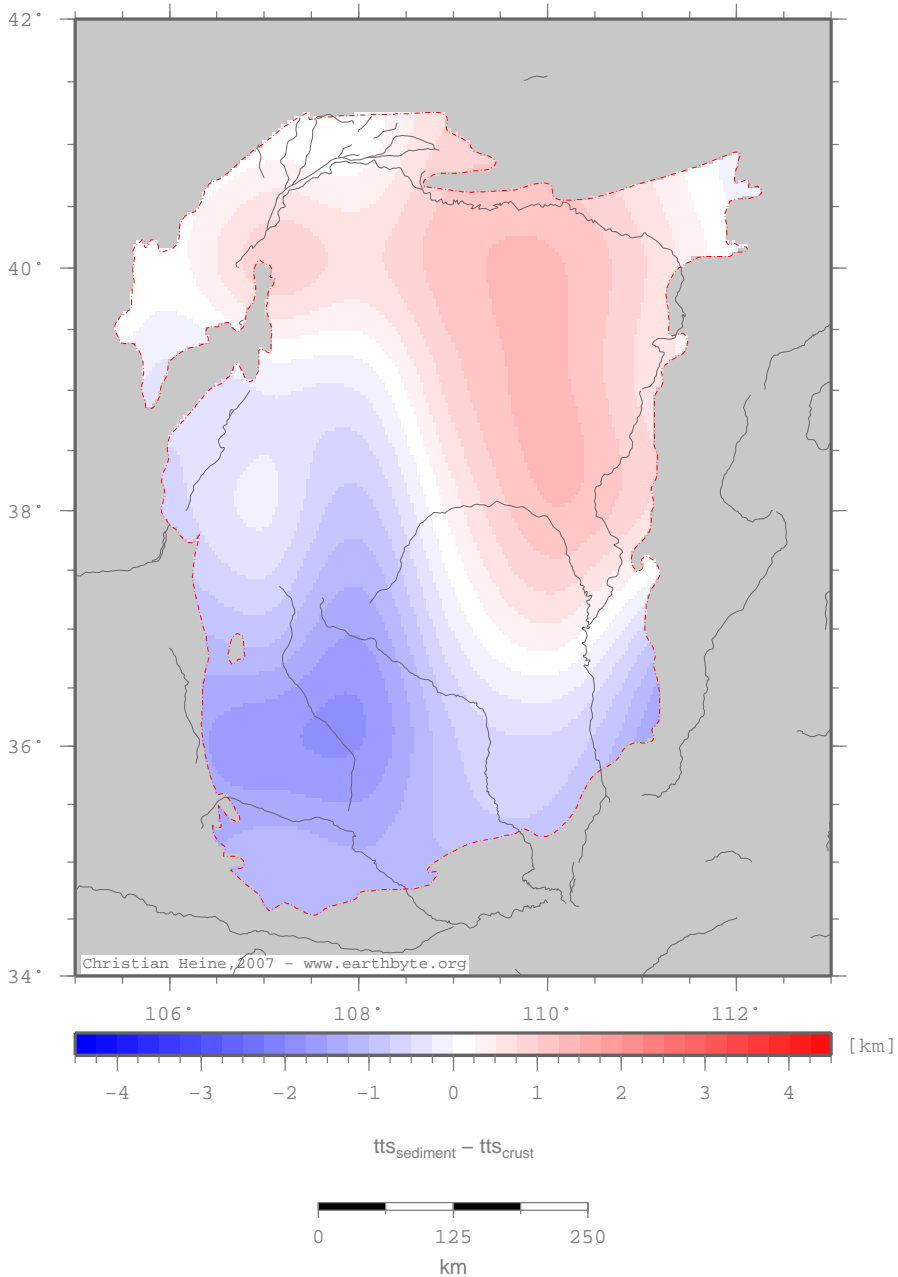 42°
40°
38°
36°
34°
Christian Heine,2007 - www.earthbyte.org
106° 108° 110° 112°
[km]
−4 −3 −2 −1 0 1 2 3 4
tts_sediment − tts_crust
0 125 250
km